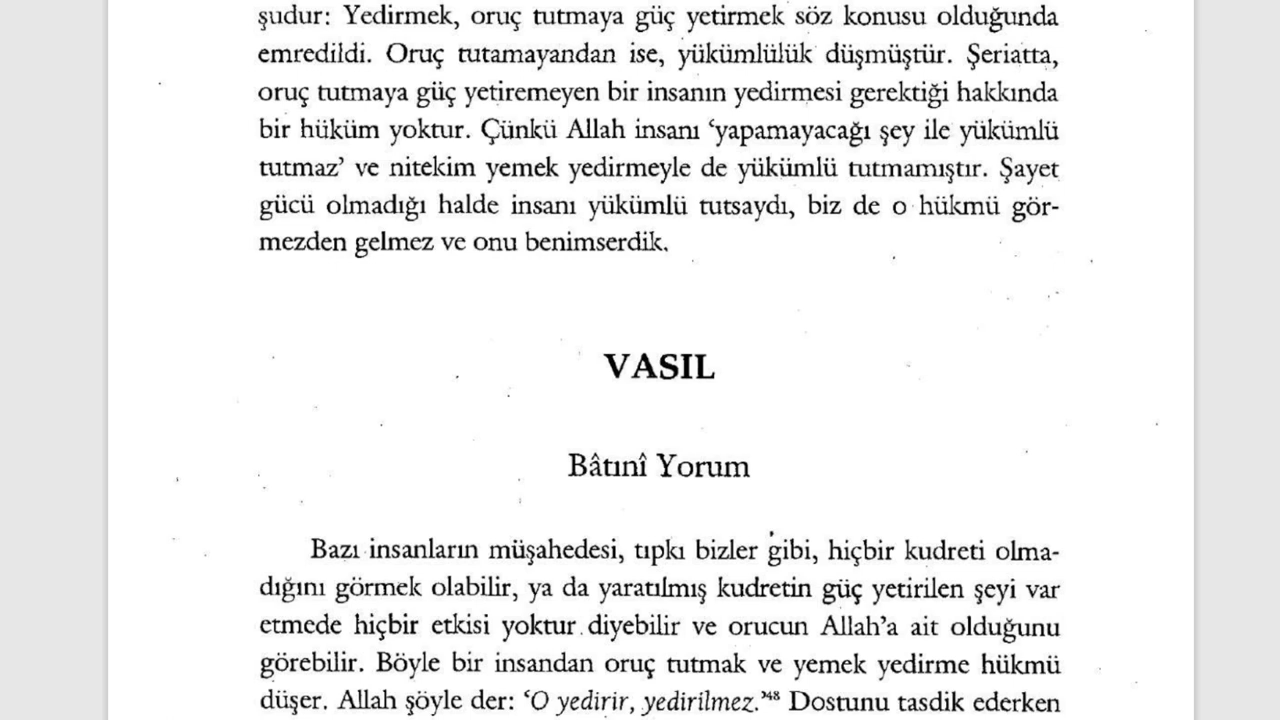 şudur: Yedirmek, oruç tutmaya güç yetirmek söz konusu olduğunda
emredildi. Oruç tutamayandan ise, yükümlülük düşmüştür. Şeriatta,
oruç tutmaya güç yetiremeyen bir insanın yedirmesi gerektiği hakkında
bir hüküm yoktur. Çünkü Allah insanı ‘yapamayacağı şey ile yükümlü
tutmaz’ ve nitekim yemek yedirmeyle de yükümlü tutmamıştır. Şayet
gücü olmadığı halde insanı yükümlü tutsaydı, biz de o hükmü gör-
mezden gelmez ve onu benimserdik.
VASIL
Bâtınî Yorum
Bazı insanların müşahedesi, tıpkı bizler gibi, hiçbir kudreti olma-
dığını görmek olabilir, ya da yaratılmış kudretin güç yetirilen şeyi var
etmede hiçbir etkisi yoktur diyebilir ve orucun Allah’a ait olduğunu
görebilir. Böyle bir insandan oruç tutmak ve yemek yedirme hükmü
düşer. Allah şöyle der: ‘O yedirir, yedirilmez.’⁴⁸ Dostunu tasdik ederken